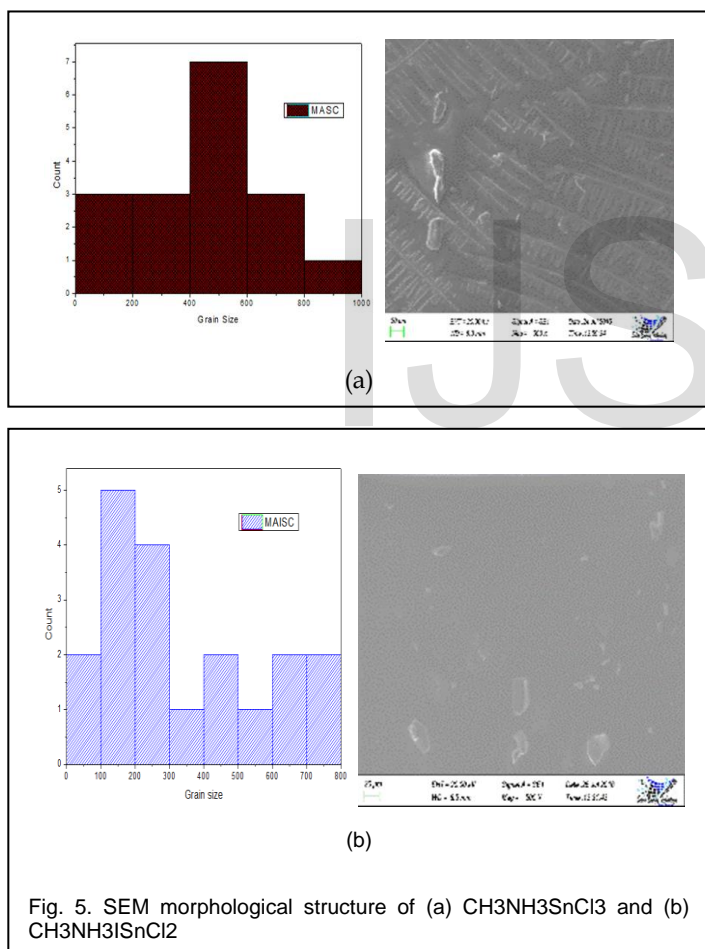 7
6
5
4
3
2
1
0
Count
MASC
0 200 400 600 800 1000
Grain Size
(a)
IJS
5
4
3
2
1
0
Count
MAISC
0 100 200 300 400 500 600 700 800
Grain size
(b)
Fig. 5. SEM morphological structure of (a) CH3NH3SnCl3 and (b)
CH3NH3ISnCl2